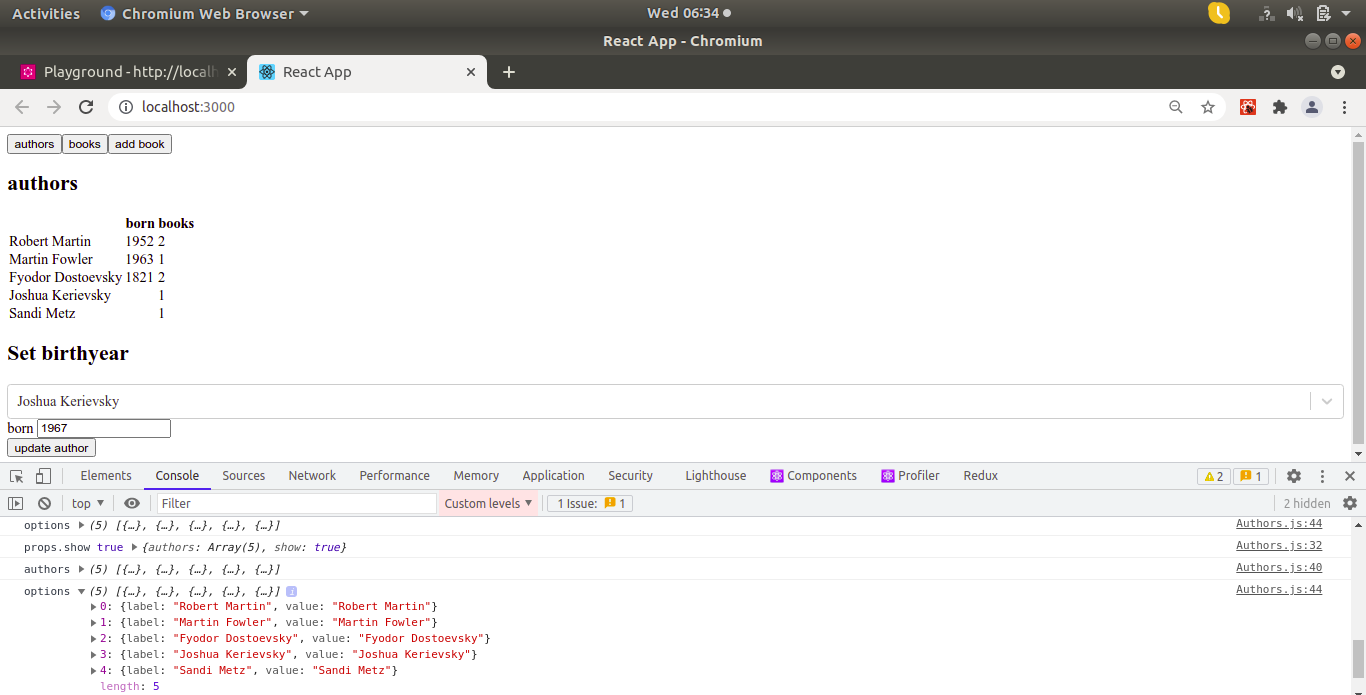 Activities Chromium Web Browser Wed 06:34
React App - Chromium
Playground - http://localh React App
localhost:3000
authors books add book
authors
born books
Robert Martin 1952 2
Martin Fowler 1963 1
Fyodor Dostoevsky 1821 2
Joshua Kerievsky 1
Sandi Metz 1
Set birthyear
Joshua Kerievsky
born 1967
update author
Elements Console Sources Network Performance Memory Application Security Lighthouse Components Profiler Redux 2 1
top Filter Custom levels 1 Issue: 1 2 hidden
options (5) [{…}, {…}, {…}, {…}, {…}] Authors.js:44
props.show true {authors: Array(5), show: true} Authors.js:32
authors (5) [{…}, {…}, {…}, {…}, {…}] Authors.js:40
options (5) [{…}, {…}, {…}, {…}, {…}] i Authors.js:44
0: {label: "Robert Martin", value: "Robert Martin"}
1: {label: "Martin Fowler", value: "Martin Fowler"}
2: {label: "Fyodor Dostoevsky", value: "Fyodor Dostoevsky"}
3: {label: "Joshua Kerievsky", value: "Joshua Kerievsky"}
4: {label: "Sandi Metz", value: "Sandi Metz"}
length: 5